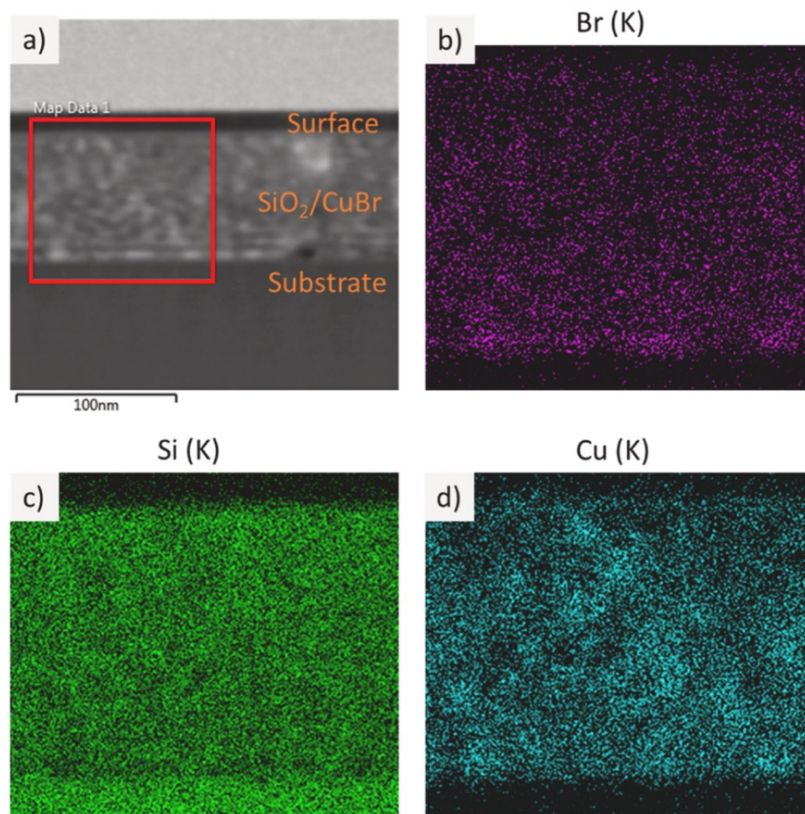 a)
Map Data 1
Surface
SiO₂/CuBr
Substrate
100nm
b)
Br (K)
c)
Si (K)
d)
Cu (K)